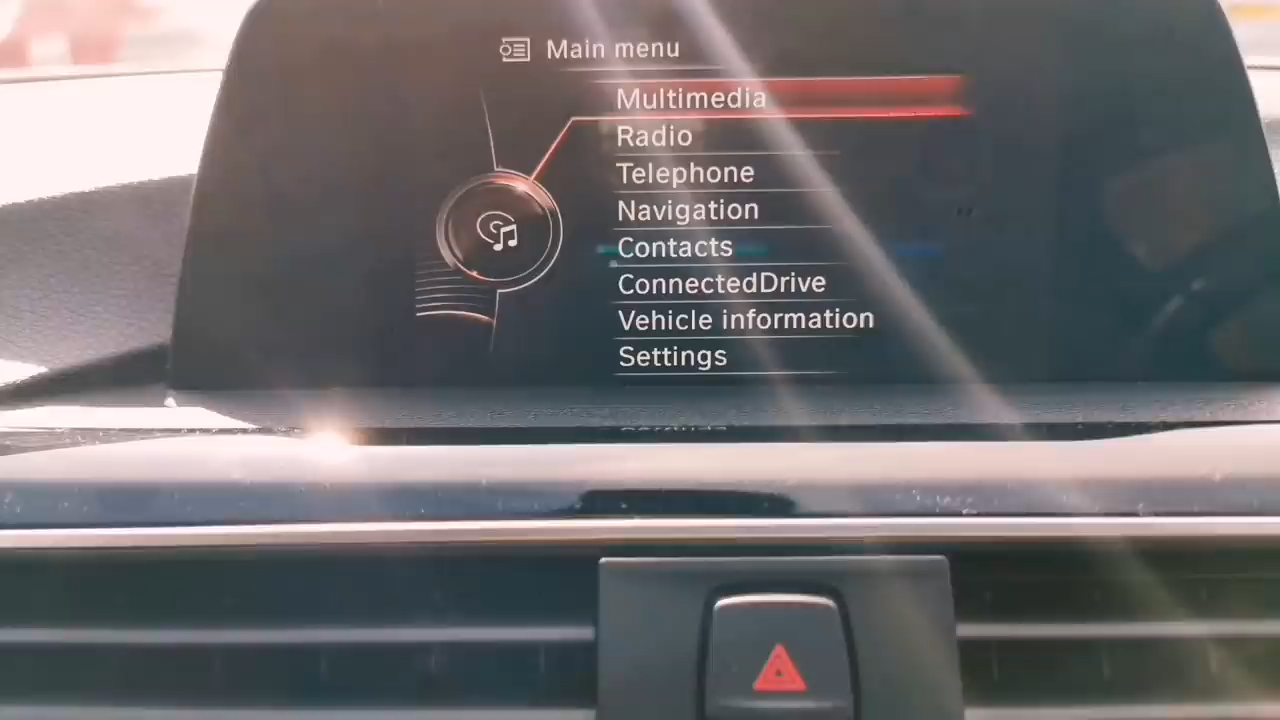 Main menu
Multimedia
Radio
Telephone
Navigation
Contacts
ConnectedDrive
Vehicle information
Settings